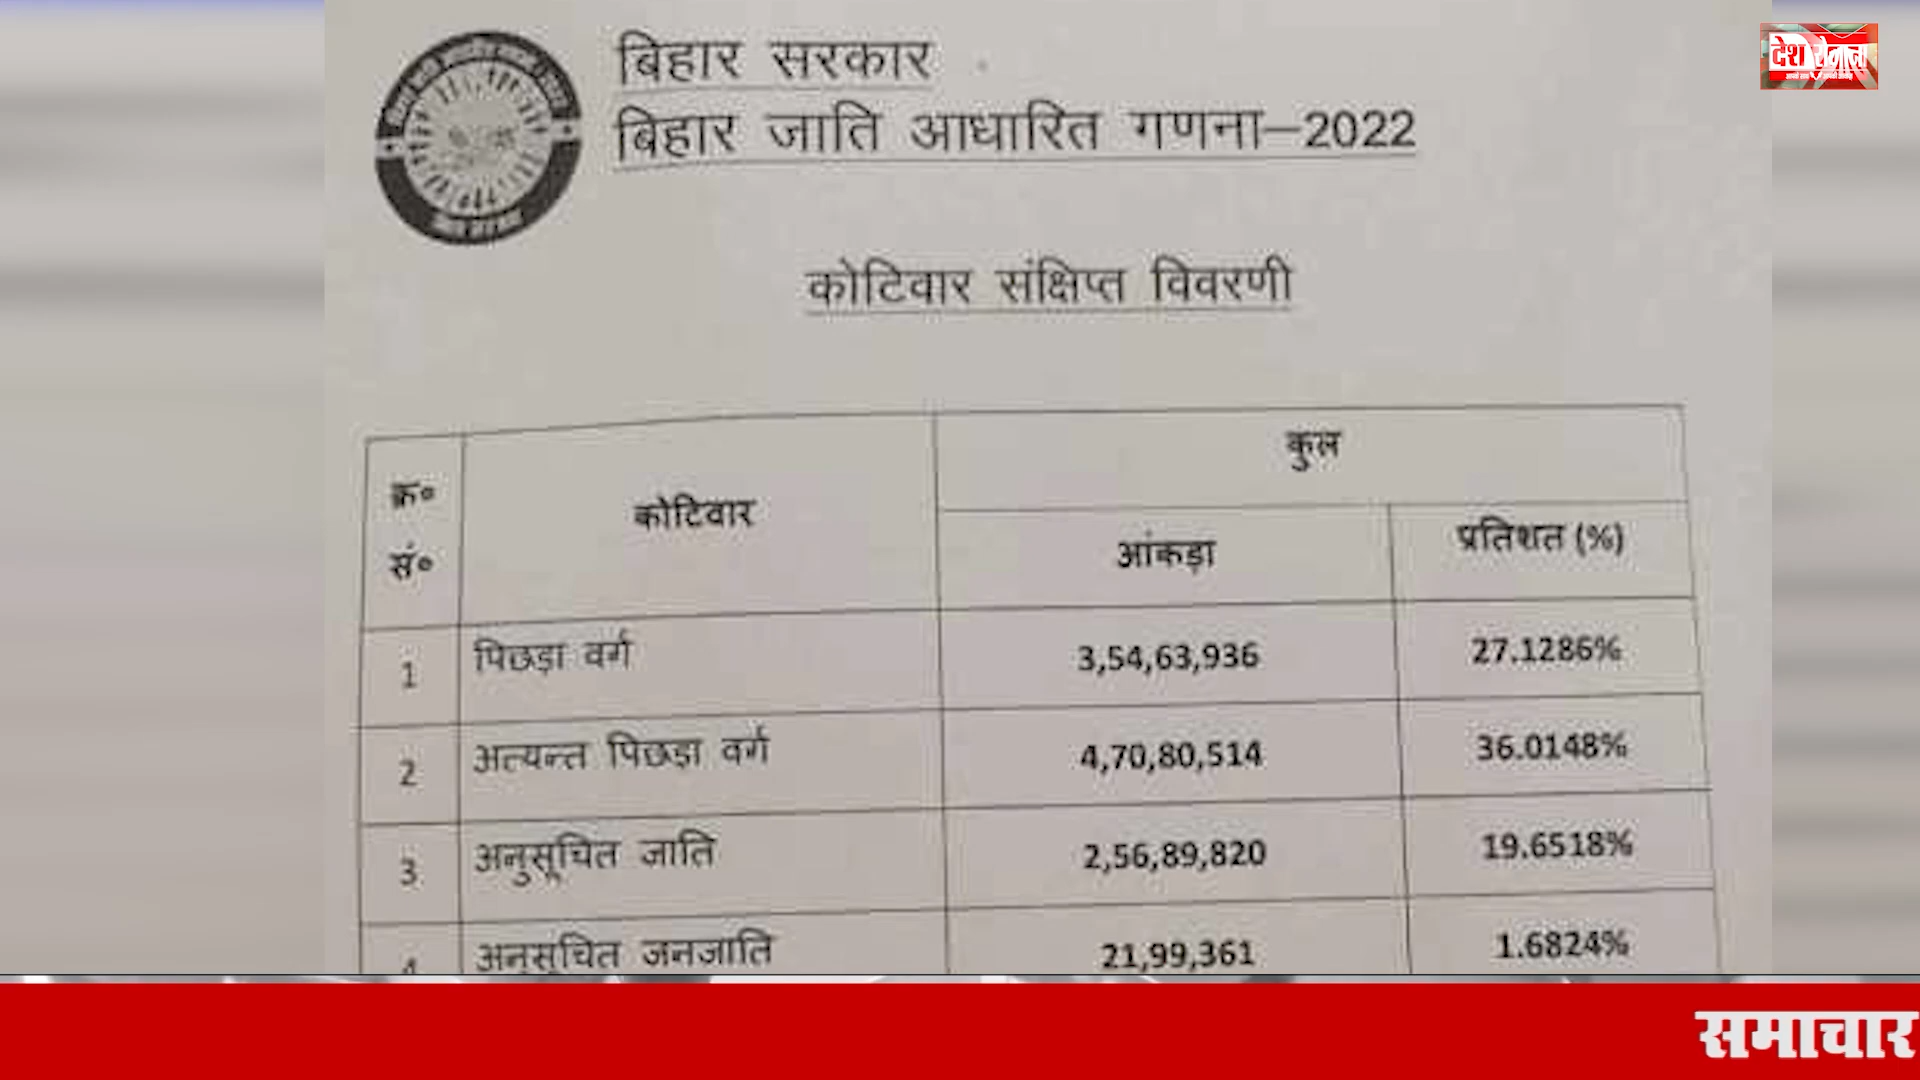 देश रोजाना
बिहार सरकार
बिहार जाति आधारित गणना–2022
कोटिवार संक्षिप्त विवरणी
क्र० सं० कोटिवार कुल
आंकड़ा प्रतिशत (%)
1 पिछड़ा वर्ग 3,54,63,936 27.1286%
2 अत्यन्त पिछड़ा वर्ग 4,70,80,514 36.0148%
3 अनुसूचित जाति 2,56,89,820 19.6518%
4 अनुसूचित जनजाति 21,99,361 1.6824%
समाचार